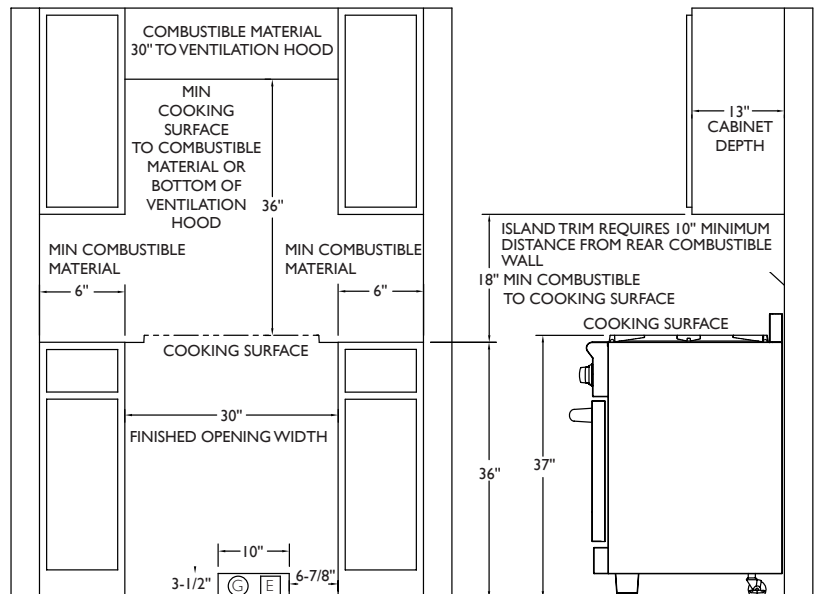 COMBUSTIBLE MATERIAL
30" TO VENTILATION HOOD
MIN
COOKING
SURFACE
TO COMBUSTIBLE
MATERIAL OR
BOTTOM OF
VENTILATION
HOOD
36"
13"
CABINET
DEPTH
MIN COMBUSTIBLE
MATERIAL
6"
MIN COMBUSTIBLE
MATERIAL
6"
ISLAND TRIM REQUIRES 10" MINIMUM
DISTANCE FROM REAR COMBUSTIBLE
WALL
18" MIN COMBUSTIBLE
TO COOKING SURFACE
COOKING SURFACE
COOKING SURFACE
30"
FINISHED OPENING WIDTH
36"
37"
10"
3-1/2"
G
E
6-7/8"